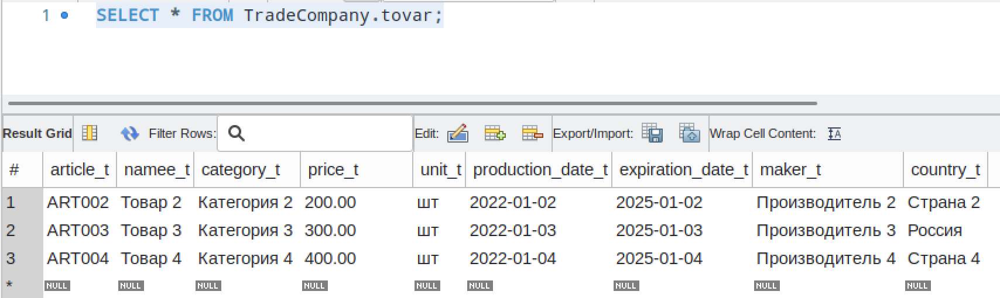 1 SELECT * FROM TradeCompany.tovar;
Result Grid Filter Rows: Edit: Export/Import: Wrap Cell Content: A
# article_t namee_t category_t price_t unit_t production_date_t expiration_date_t maker_t country_t
1 ART002 Товар 2 Категория 2 200.00 шт 2022-01-02 2025-01-02 Производитель 2 Страна 2
2 ART003 Товар 3 Категория 3 300.00 шт 2022-01-03 2025-01-03 Производитель 3 Россия
3 ART004 Товар 4 Категория 4 400.00 шт 2022-01-04 2025-01-04 Производитель 4 Страна 4
* NULL NULL NULL NULL NULL NULL NULL NULL NULL